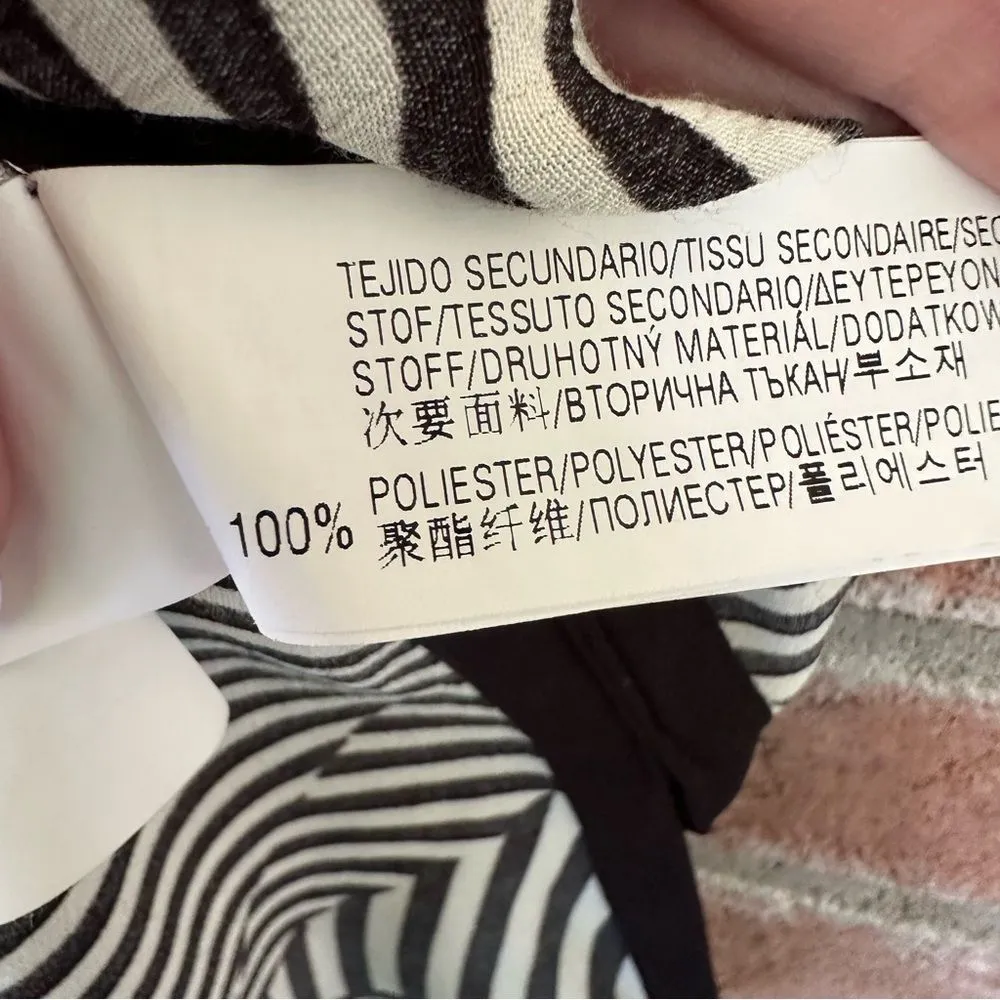 TEJIDO SECUNDARIO/TISSU SECONDAIRE/SEC
STOF/TESSUTO SECONDARIO/ΔΕΥΤΕΡΕΥΟΝ
STOFF/DRUHOTNÝ MATERIÁL/DODATKOW
次要面料/ВТОРИЧНА ТЪКАН/부소재
POLIESTER/POLYESTER/POLIÉSTER/POLIE
100% 聚酯纤维/ПОЛИЕСТЕР/폴리에스터